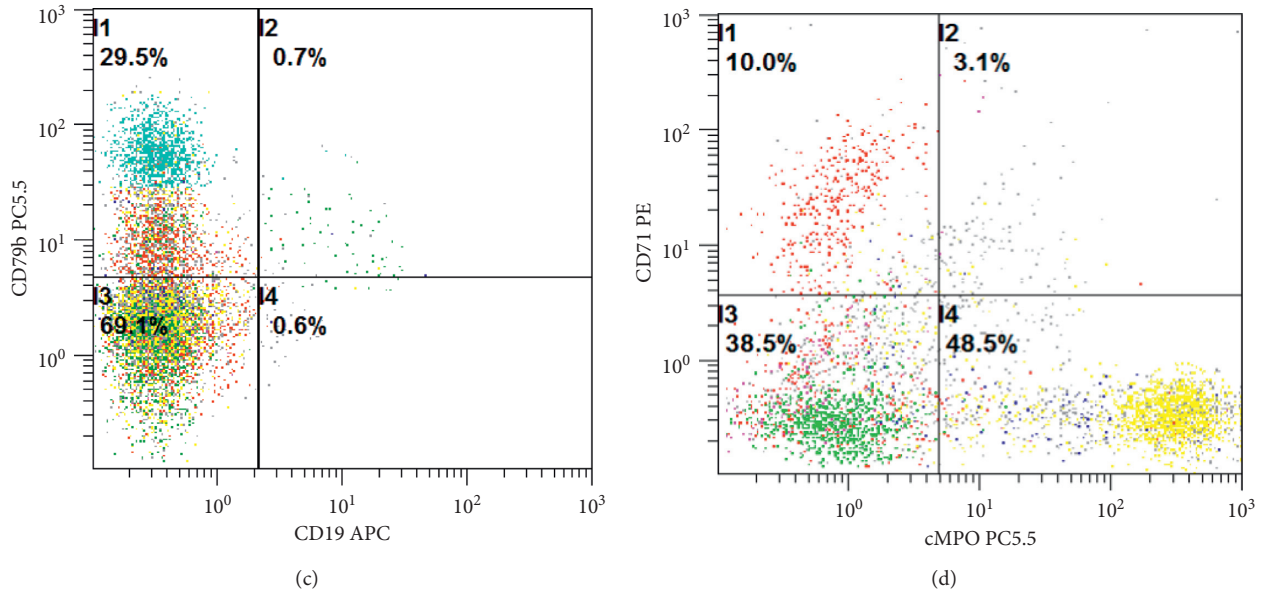 10³
10²
10¹
10⁰
CD79b PC5.5
I1
29.5%
I2
0.7%
I3
69.1%
I4
0.6%
10⁰
10¹
10²
10³
CD19 APC
(c)
10³
10²
10¹
10⁰
CD71 PE
I1
10.0%
I2
3.1%
I3
38.5%
I4
48.5%
10⁰
10¹
10²
10³
cMPO PC5.5
(d)